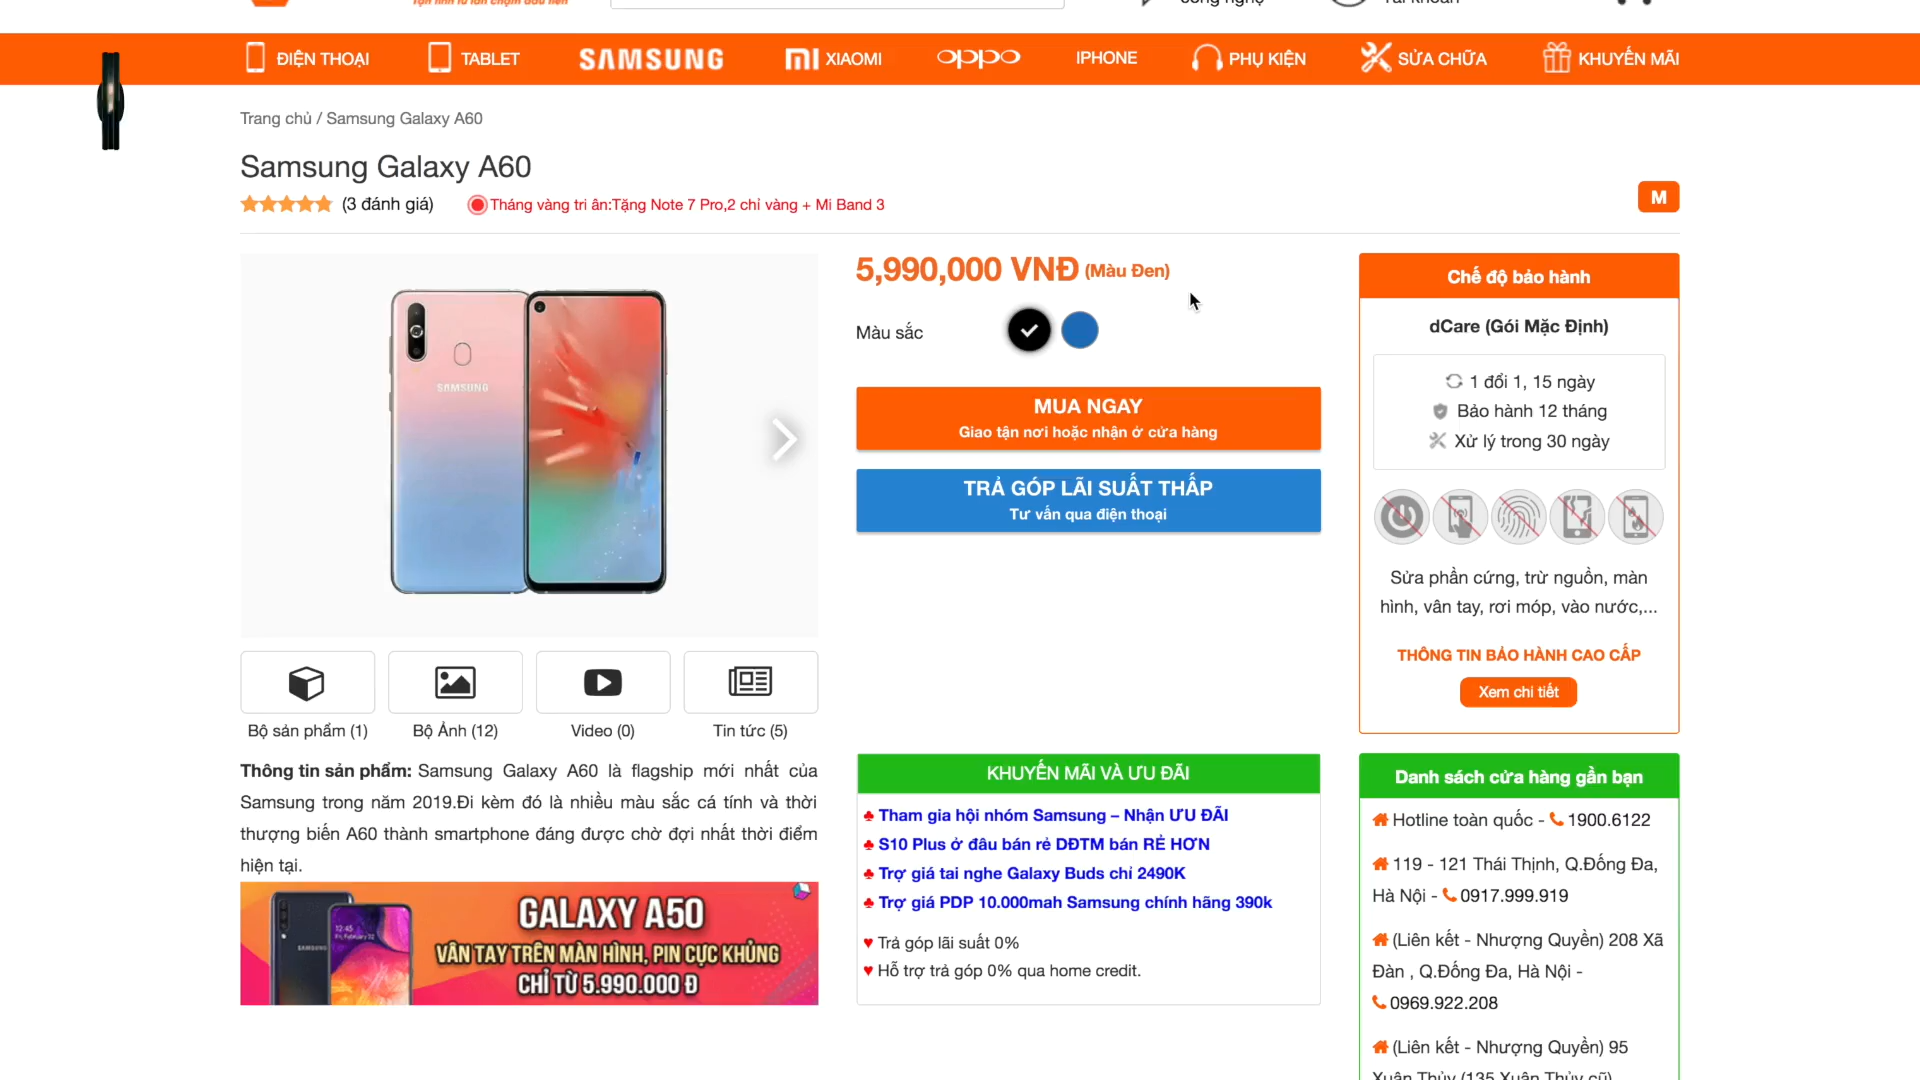 công nghệ
Tài khoản
ĐIỆN THOẠI
TABLET
SAMSUNG
XIAOMI
oppo
IPHONE
PHỤ KIỆN
SỬA CHỮA
KHUYẾN MÃI
Trang chủ / Samsung Galaxy A60
Samsung Galaxy A60
(3 đánh giá)
Tháng vàng tri ân:Tặng Note 7 Pro,2 chỉ vàng + Mi Band 3
M
SAMSUNG
Bộ sản phẩm (1)
Bộ Ảnh (12)
Video (0)
Tin tức (5)
Thông tin sản phẩm: Samsung Galaxy A60 là flagship mới nhất của
Samsung trong năm 2019.Đi kèm đó là nhiều màu sắc cá tính và thời
thượng biến A60 thành smartphone đáng được chờ đợi nhất thời điểm
hiện tại.
12:45
SAMSUNG
GALAXY A50
VÂN TAY TRÊN MÀN HÌNH, PIN CỰC KHỦNG
CHỈ TỪ 5.990.000 Đ
5,990,000 VNĐ (Màu Đen)
Màu sắc
MUA NGAY
Giao tận nơi hoặc nhận ở cửa hàng
TRẢ GÓP LÃI SUẤT THẤP
Tư vấn qua điện thoại
KHUYẾN MÃI VÀ ƯU ĐÃI
♣ Tham gia hội nhóm Samsung – Nhận ƯU ĐÃI
♣ S10 Plus ở đâu bán rẻ DĐTM bán RẺ HƠN
♣ Trợ giá tai nghe Galaxy Buds chỉ 2490K
♣ Trợ giá PDP 10.000mah Samsung chính hãng 390k
♥ Trả góp lãi suất 0%
♥ Hỗ trợ trả góp 0% qua home credit.
Chế độ bảo hành
dCare (Gói Mặc Định)
1 đổi 1, 15 ngày
Bảo hành 12 tháng
Xử lý trong 30 ngày
Sửa phần cứng, trừ nguồn, màn
hình, vân tay, rơi móp, vào nước,...
THÔNG TIN BẢO HÀNH CAO CẤP
Xem chi tiết
Danh sách cửa hàng gần bạn
Hotline toàn quốc - 1900.6122
119 - 121 Thái Thịnh, Q.Đống Đa,
Hà Nội - 0917.999.919
(Liên kết - Nhượng Quyền) 208 Xã
Đàn , Q.Đống Đa, Hà Nội -
0969.922.208
(Liên kết - Nhượng Quyền) 95
Xuân Thủy (135 Xuân Thủy cũ)